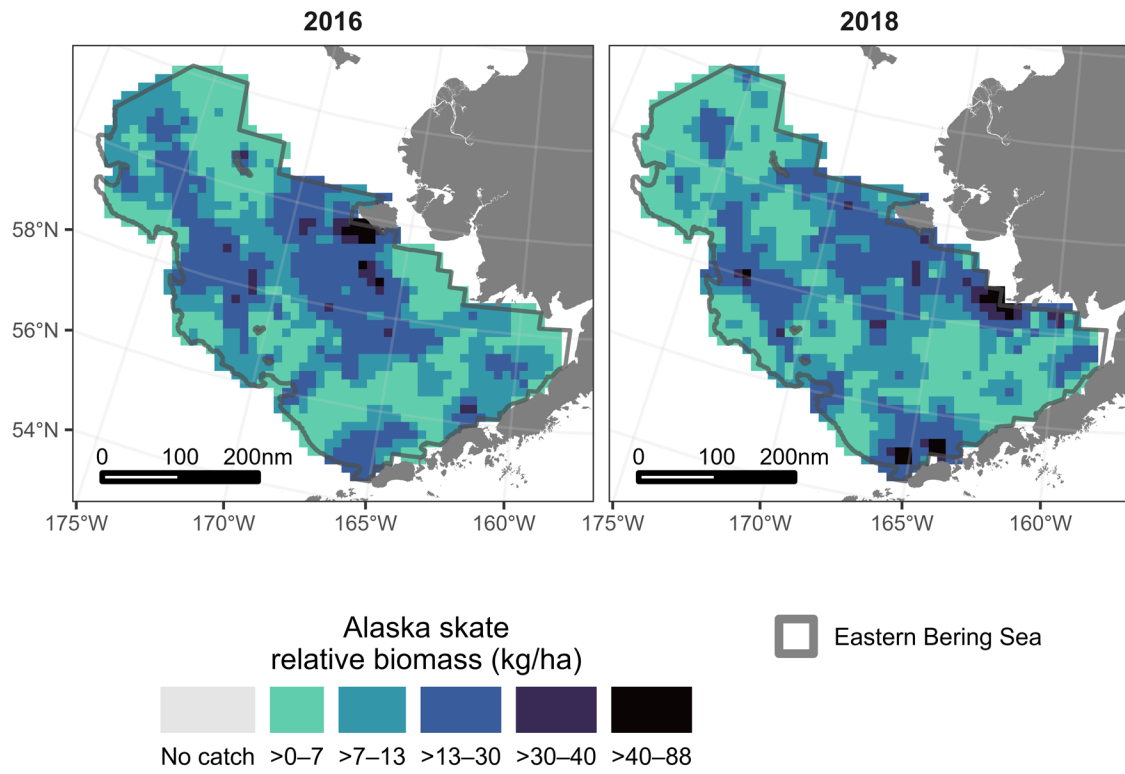 2016
2018
58°N
56°N
54°N
0 100 200nm
0 100 200nm
175°W 170°W 165°W 160°W
175°W 170°W 165°W 160°W
Alaska skate
relative biomass (kg/ha)
Eastern Bering Sea
No catch >0–7 >7–13 >13–30 >30–40 >40–88